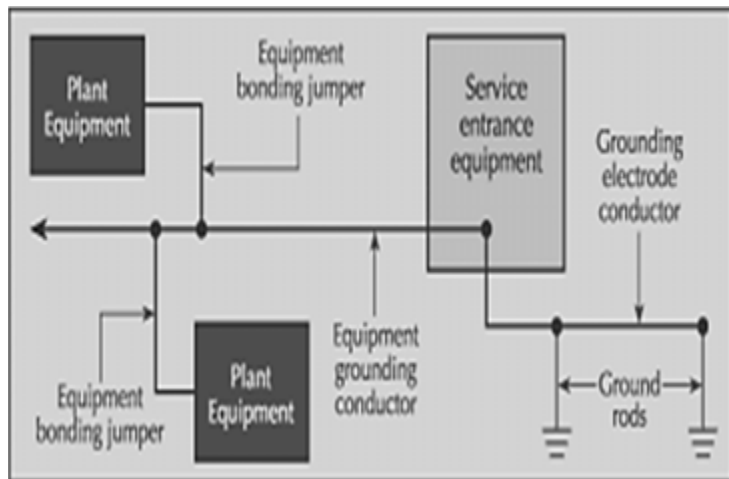 Plant
Equipment
Equipment
bonding jumper
Service
entrance
equipment
Grounding
electrode
conductor
Equipment
bonding jumper
Plant
Equipment
Equipment
grounding
conductor
Ground
rods